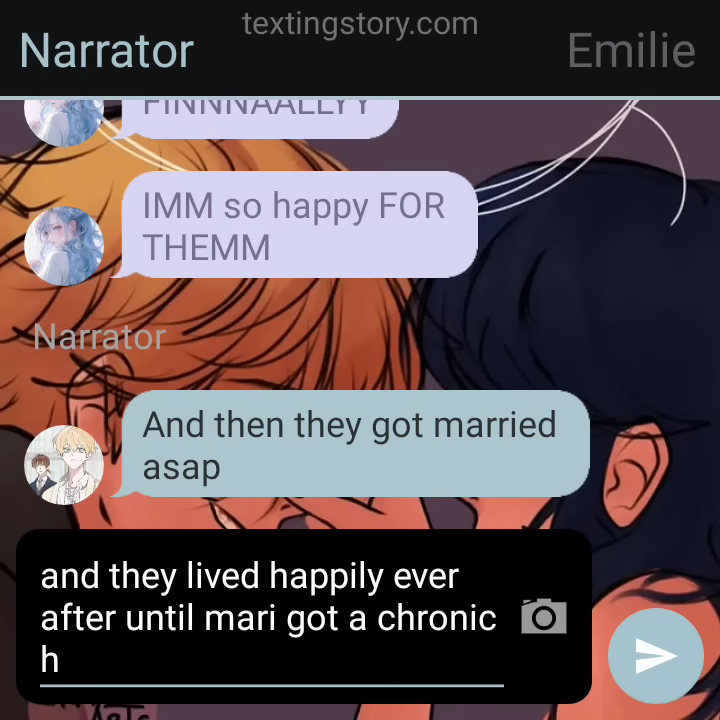 textingstory.com
Narrator
Emilie
FINNNAALLYY
IMM so happy FOR
THEMM
Narrator
And then they got married
asap
and they lived happily ever
after until mari got a chronic
h